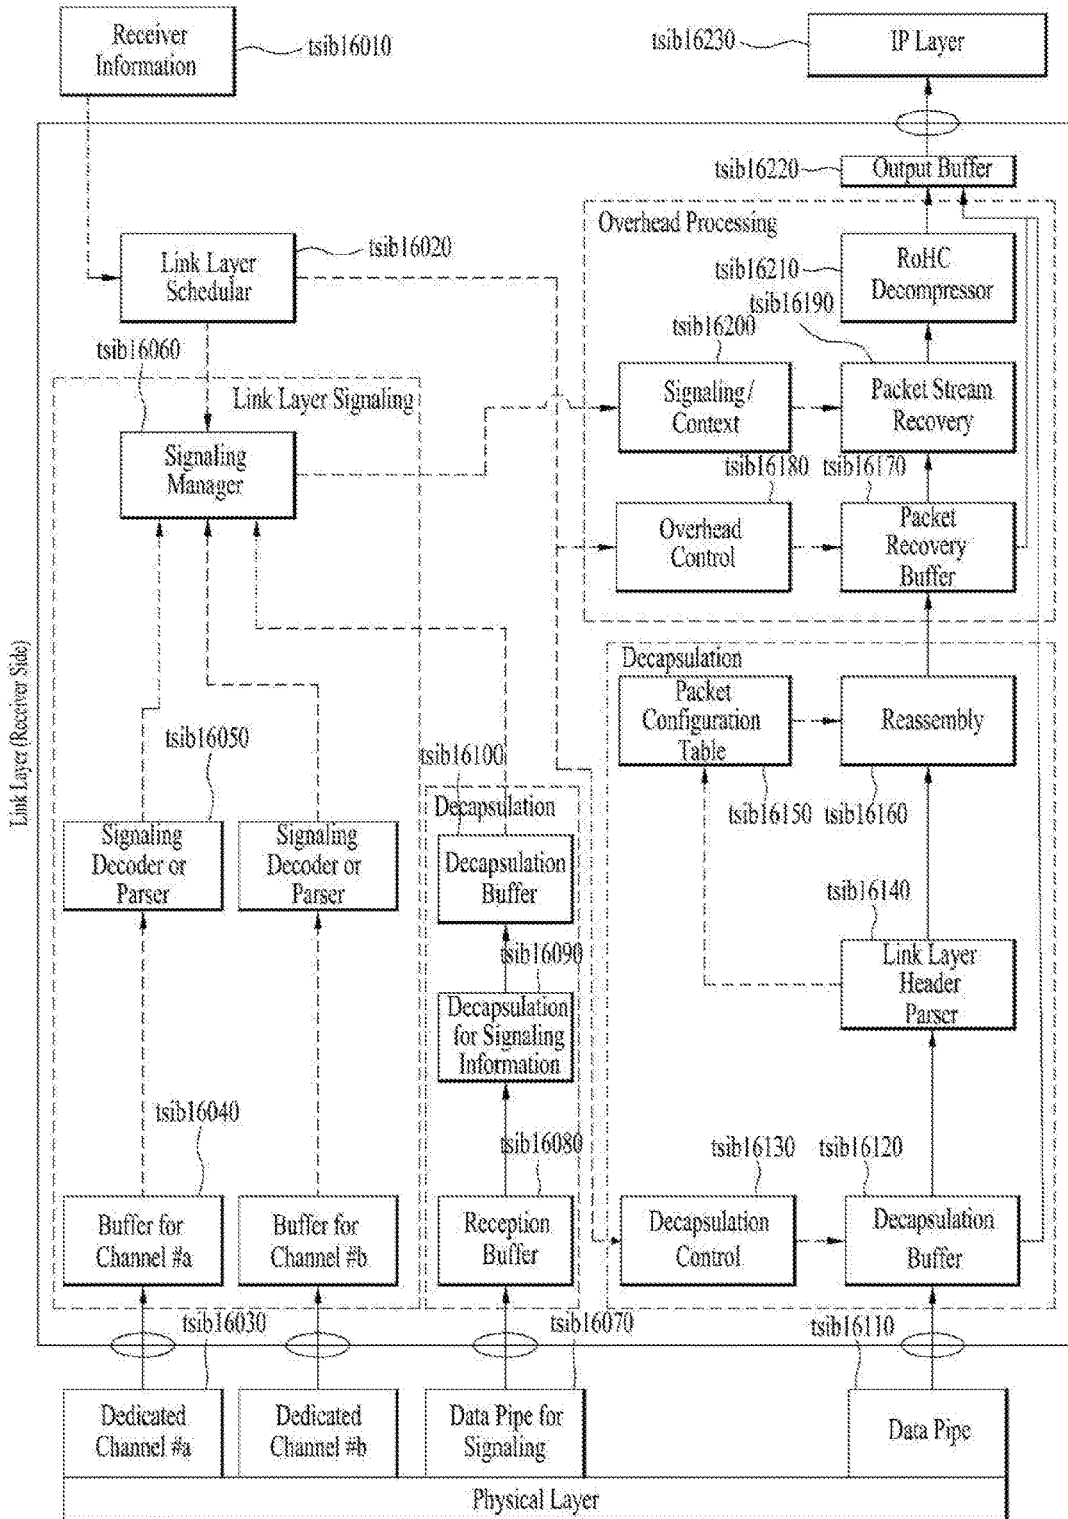 Receiver
Information
tsib16010
tsib16230
IP Layer
tsib16220
Output Buffer
Overhead Processing
Link Layer
Schedular
tsib16020
tsib16210
RoHC
Decompressor
tsib16190
tsib16200
tsib16060
Link Layer Signaling
Signaling
Manager
Signaling/
Context
Packet Stream
Recovery
tsib16180
tsib16170
Overhead
Control
Packet
Recovery
Buffer
Link Layer (Receiver Side)
Decapsulation
Packet
Configuration
Table
Reassembly
tsib16050
tsib16100
tsib16150
tsib16160
Decapsulation
Signaling
Decoder or
Parser
Signaling
Decoder or
Parser
Decapsulation
Buffer
tsib16140
Link Layer
Header
Parser
tsib16090
Decapsulation
for Signaling
Information
tsib16040
tsib16080
tsib16130
tsib16120
Buffer for
Channel #a
Buffer for
Channel #b
Reception
Buffer
Decapsulation
Control
Decapsulation
Buffer
tsib16030
tsib16070
tsib16110
Dedicated
Channel #a
Dedicated
Channel #b
Data Pipe for
Signaling
Data Pipe
Physical Layer